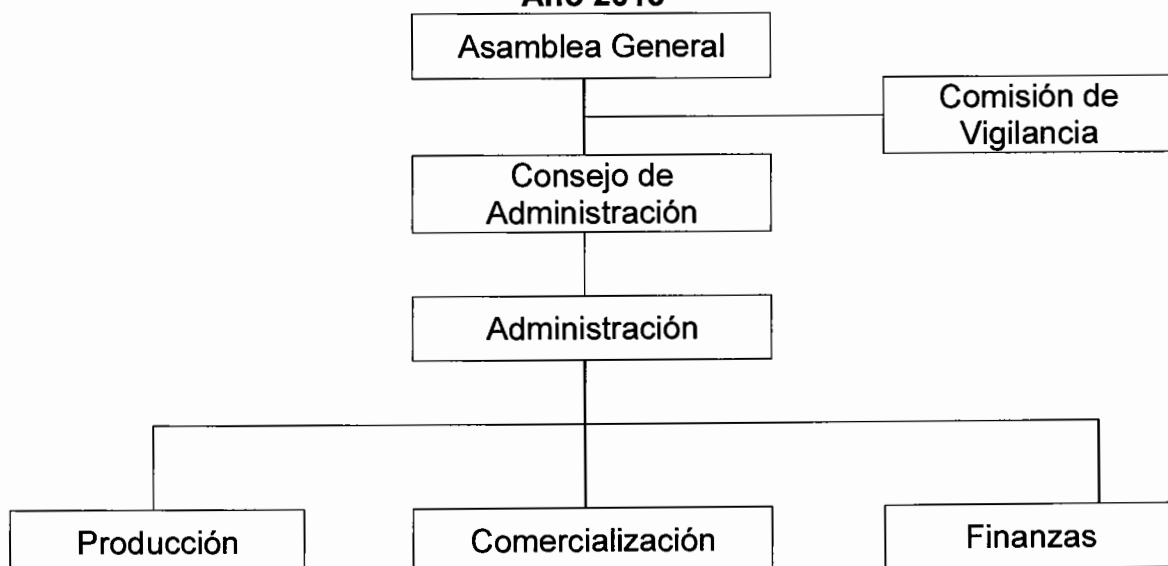 Asamblea General
Comisión de
Vigilancia
Consejo de
Administración
Administración
Producción
Comercialización
Finanzas